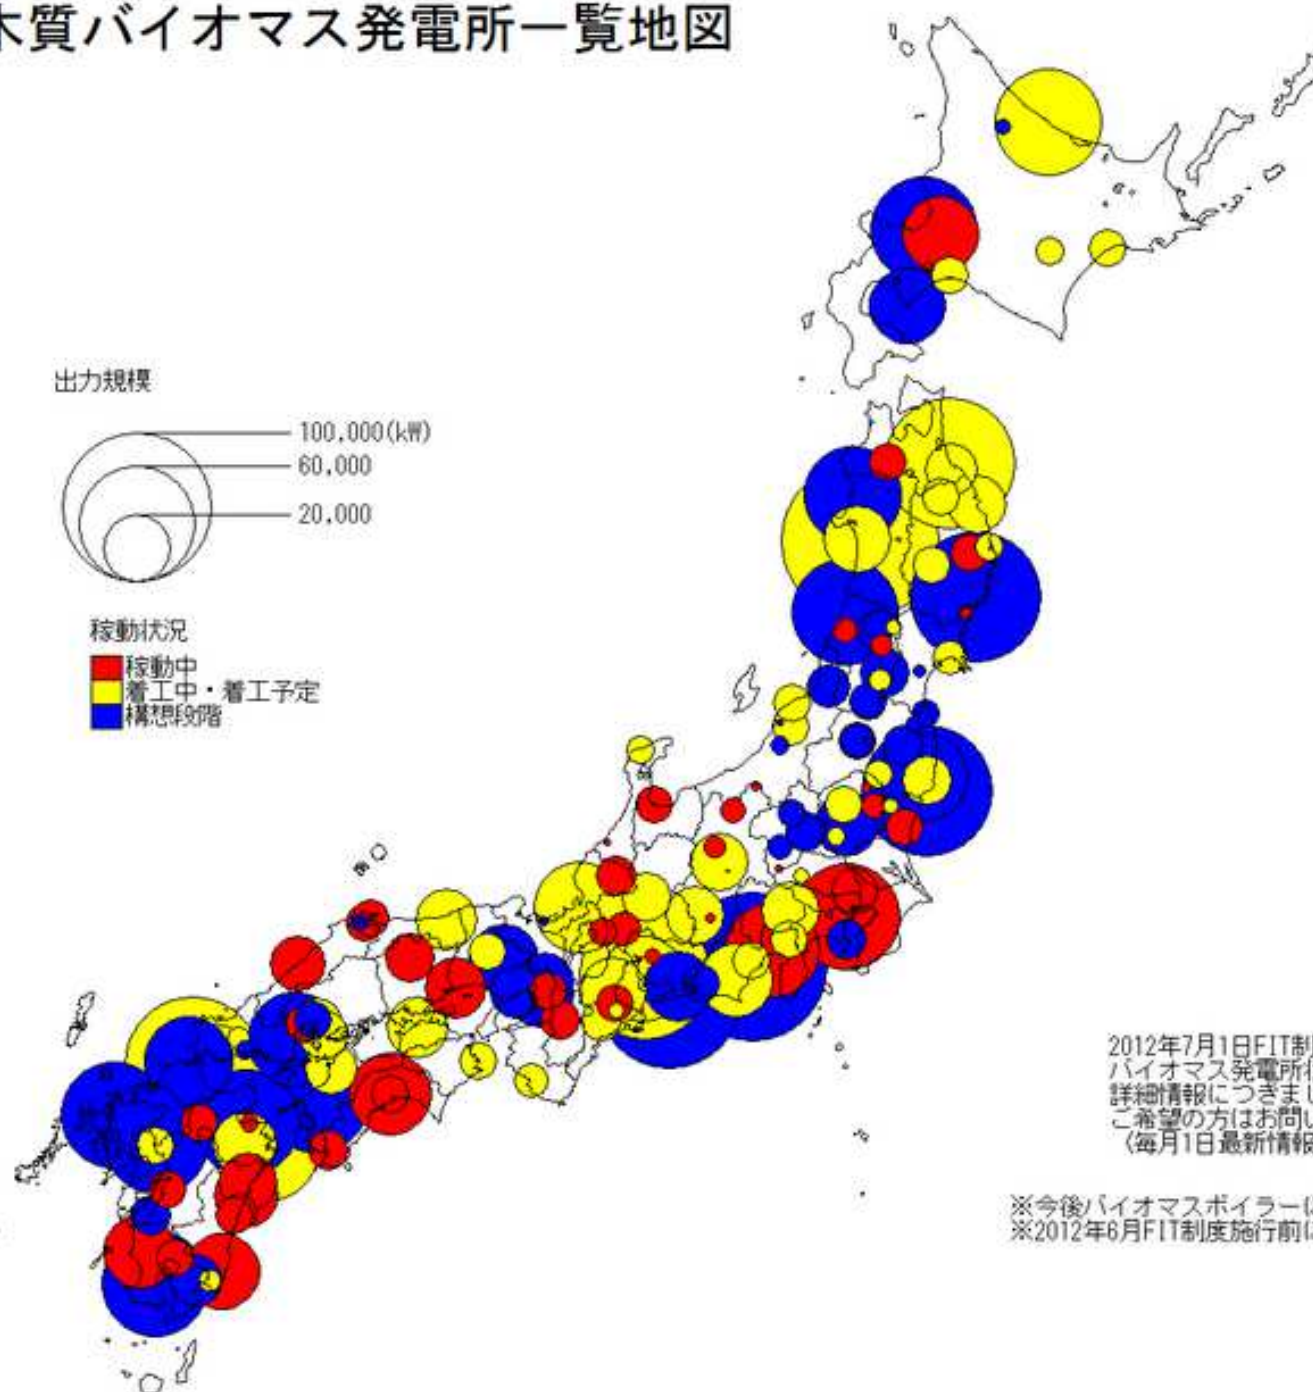 木質バイオマス発電所一覧地図
出力規模
100,000(kW)
60,000
20,000
稼動状況
稼動中
着工中・着工予定
構想段階
2012年7月1日FIT制
バイオマス発電所
詳細情報につきまし
ご希望の方はお問い
(毎月1日最新情報
※今後バイオマスボイラーに
※2012年6月FIT制度施行前に